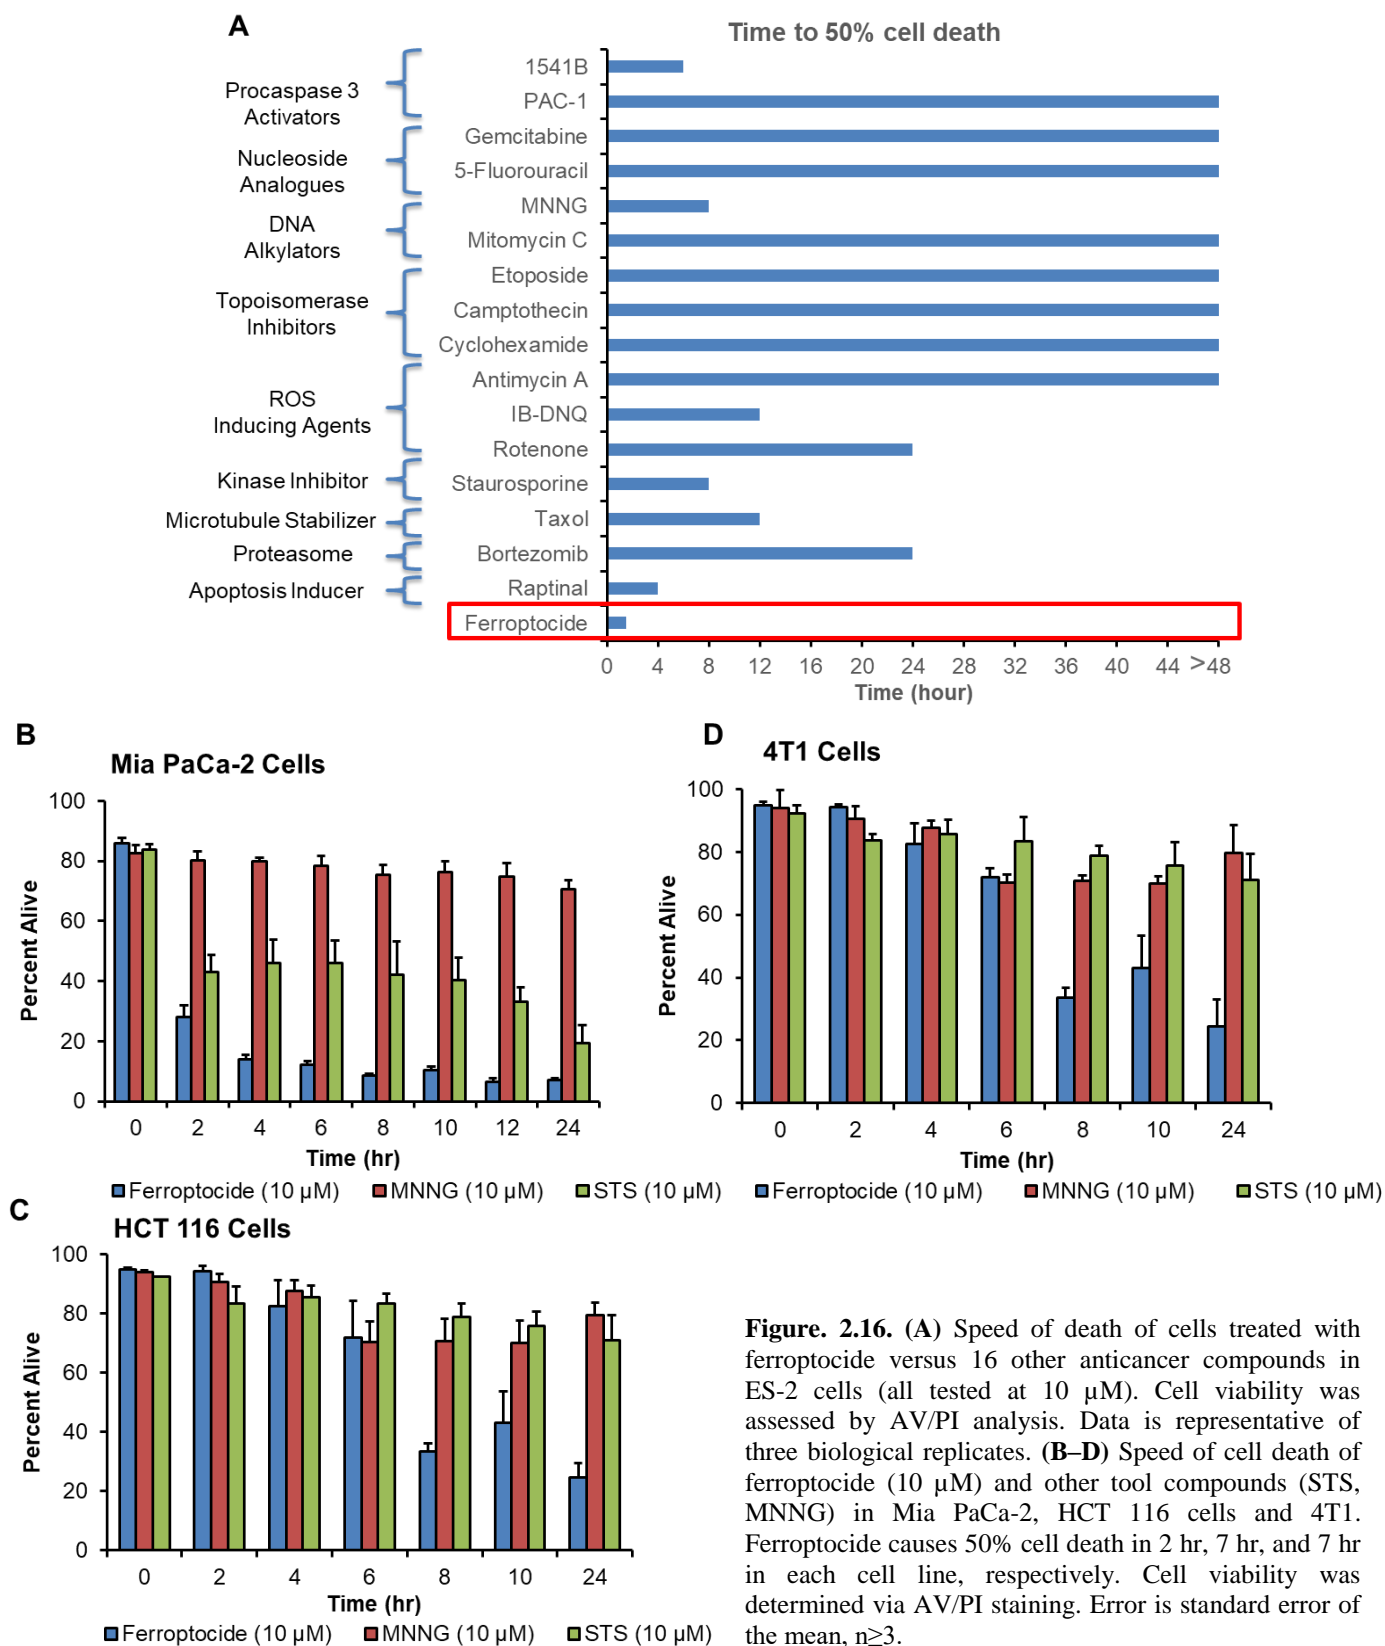 A
Time to 50% cell death
Procaspase 3
Activators
Nucleoside
Analogues
DNA
Alkylators
Topoisomerase
Inhibitors
ROS
Inducing Agents
Kinase Inhibitor
Microtubule Stabilizer
Proteasome
Apoptosis Inducer
1541B
PAC-1
Gemcitabine
5-Fluorouracil
MNNG
Mitomycin C
Etoposide
Camptothecin
Cyclohexamide
Antimycin A
IB-DNQ
Rotenone
Staurosporine
Taxol
Bortezomib
Raptinal
Ferroptocide
0 4 8 12 16 20 24 28 32 36 40 44 >48
Time (hour)
B
Mia PaCa-2 Cells
Percent Alive
100
80
60
40
20
0
0 2 4 6 8 10 12 24
Time (hr)
Ferroptocide (10 µM) MNNG (10 µM) STS (10 µM)
D
4T1 Cells
Percent Alive
100
80
60
40
20
0
0 2 4 6 8 10 24
Time (hr)
Ferroptocide (10 µM) MNNG (10 µM) STS (10 µM)
C
HCT 116 Cells
Percent Alive
100
80
60
40
20
0
0 2 4 6 8 10 24
Time (hr)
Ferroptocide (10 µM) MNNG (10 µM) STS (10 µM)
Figure. 2.16. (A) Speed of death of cells treated with
ferroptocide versus 16 other anticancer compounds in
ES-2 cells (all tested at 10 µM). Cell viability was
assessed by AV/PI analysis. Data is representative of
three biological replicates. (B–D) Speed of cell death of
ferroptocide (10 µM) and other tool compounds (STS,
MNNG) in Mia PaCa-2, HCT 116 cells and 4T1.
Ferroptocide causes 50% cell death in 2 hr, 7 hr, and 7 hr
in each cell line, respectively. Cell viability was
determined via AV/PI staining. Error is standard error of
the mean, n≥3.